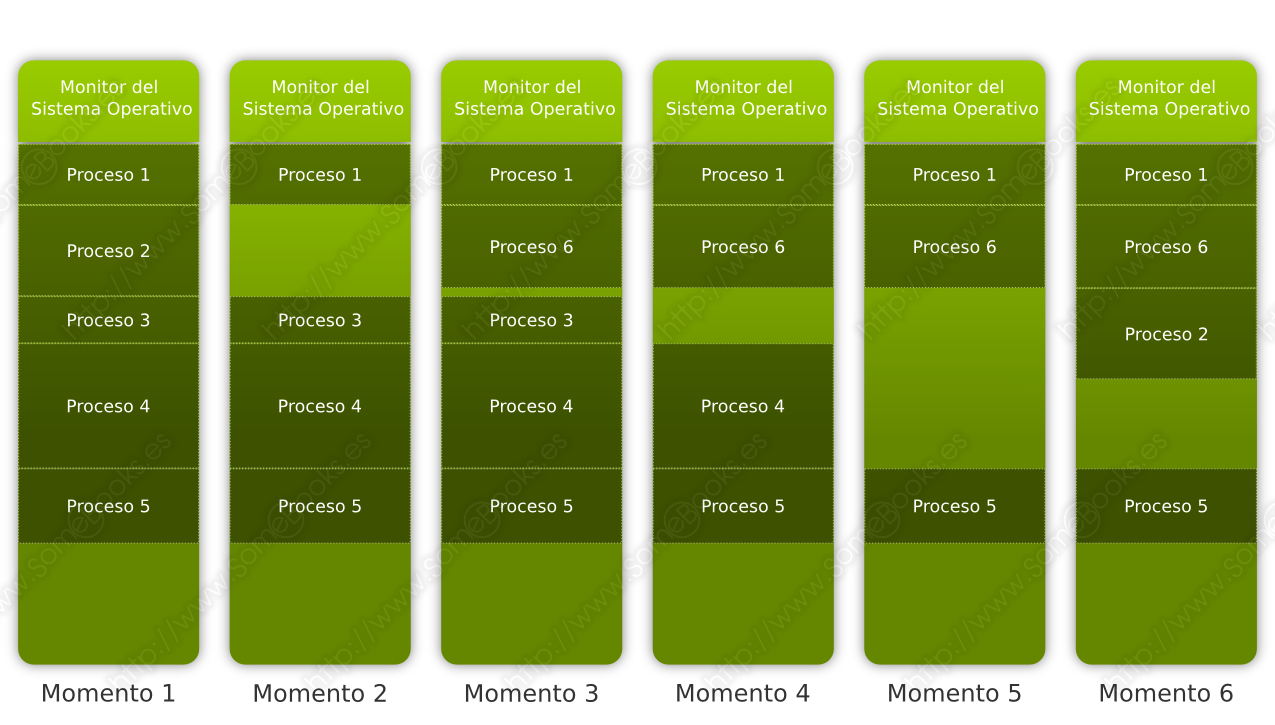 Monitor del
Sistema Operativo
Proceso 1
Proceso 2
Proceso 3
Proceso 4
Proceso 5
Momento 1
Monitor del
Sistema Operativo
Proceso 1
Proceso 3
Proceso 4
Proceso 5
Momento 2
Monitor del
Sistema Operativo
Proceso 1
Proceso 6
Proceso 3
Proceso 4
Proceso 5
Momento 3
Monitor del
Sistema Operativo
Proceso 1
Proceso 6
Proceso 4
Proceso 5
Momento 4
Monitor del
Sistema Operativo
Proceso 1
Proceso 6
Proceso 5
Momento 5
Monitor del
Sistema Operativo
Proceso 1
Proceso 6
Proceso 2
Proceso 5
Momento 6
http://www.SomeBooks.es